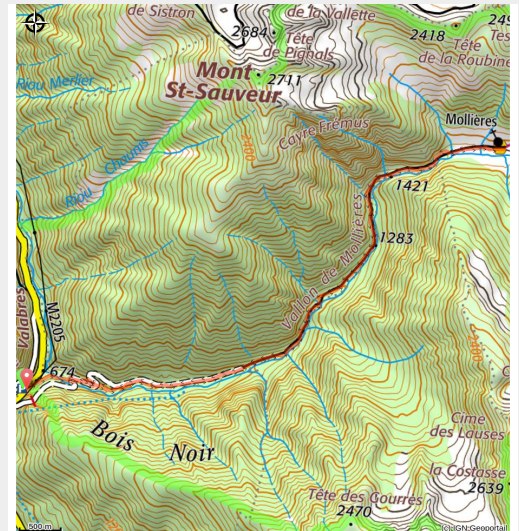 de Sistron
de la Vallette
2684
Tête
de Pignals
2418
Tête
de la Roubine
Mont
St-Sauveur
2711
Riou Merlier
Mollières
Cayre Frémus
2400
Riou Chouns
1421
Vallon de Mollières
1283
Valabres
M2205
674
Bois Noir
Cime
des Lauses
la Costasse
2639
Tête des Gourres
2470
500 m
(c) IGN Geoportail